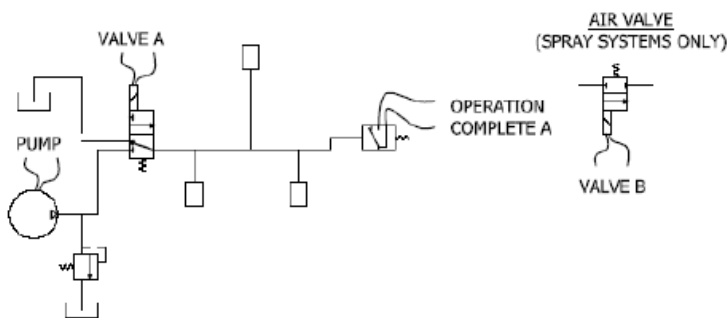 VALVE A
AIR VALVE
(SPRAY SYSTEMS ONLY)
OPERATION
COMPLETE A
PUMP
VALVE B